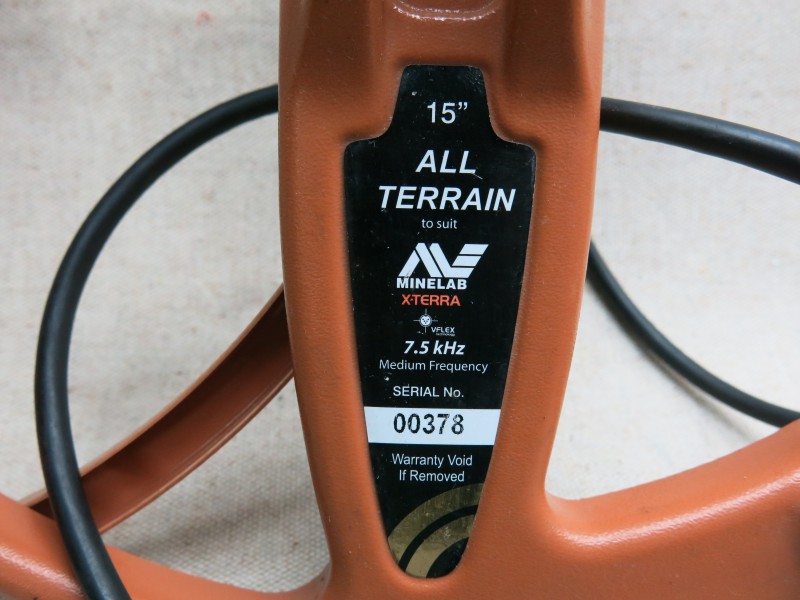 15”
ALL
TERRAIN
to suit
MINELAB
X-TERRA
VFLEX
technology
7.5 kHz
Medium Frequency
SERIAL No.
00378
Warranty Void
If Removed